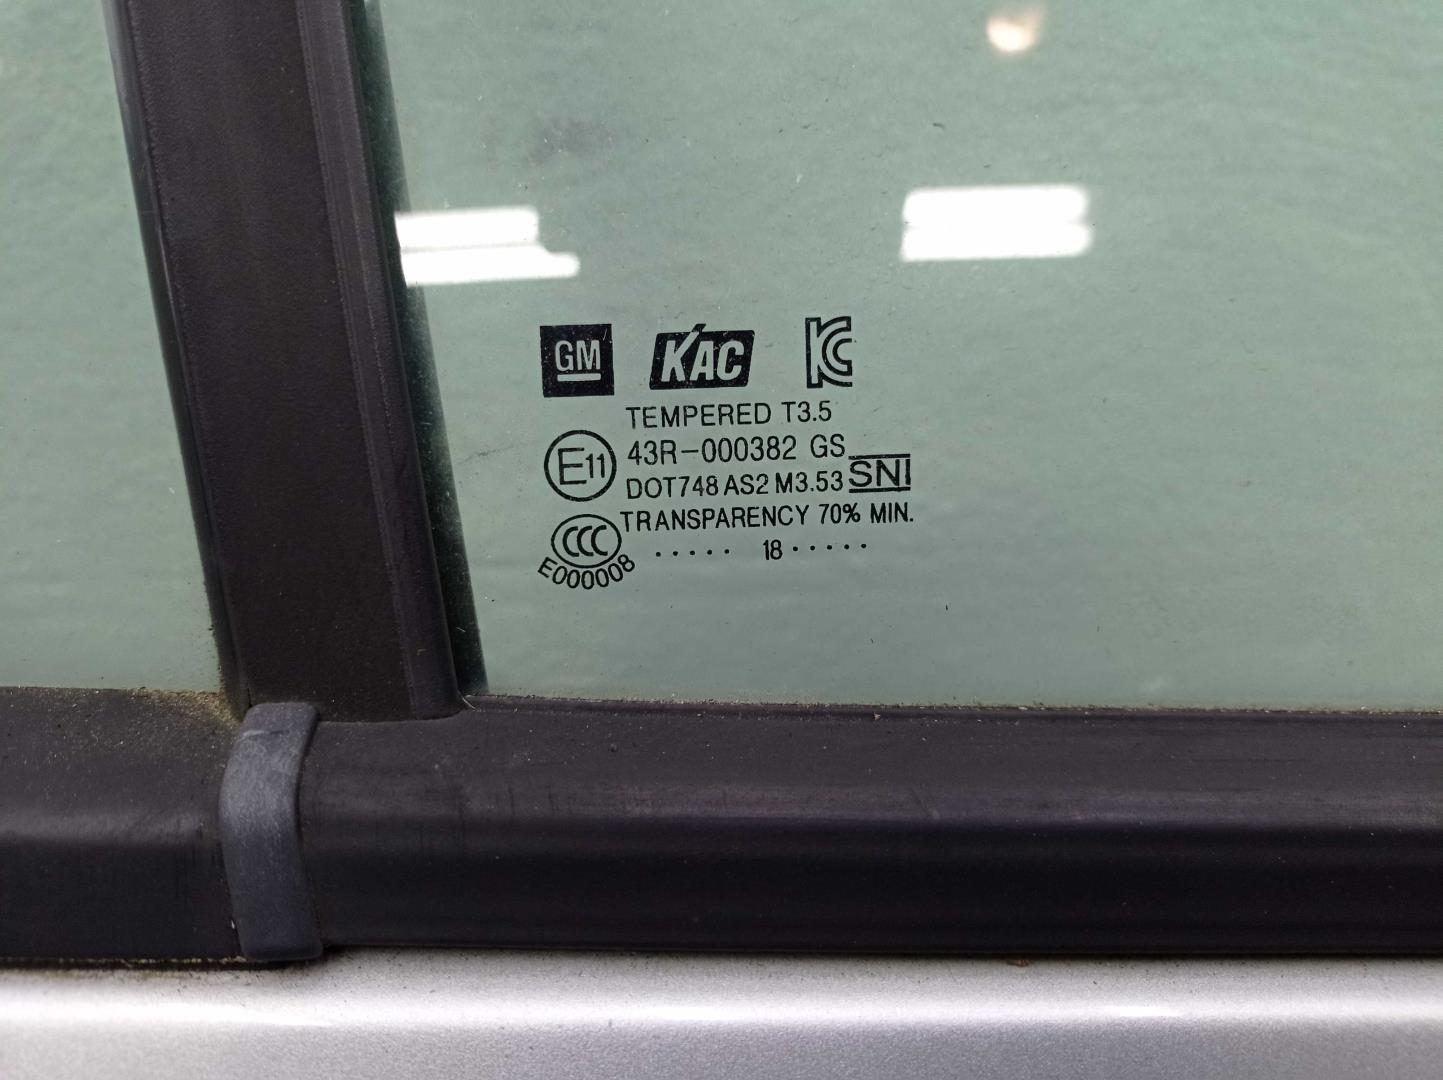 GM KAC KC
TEMPERED T3.5
E11 43R-000382 GS
DOT748 AS2 M3.53 SNI
TRANSPARENCY 70% MIN.
CCC ..... 18 .....
E000008